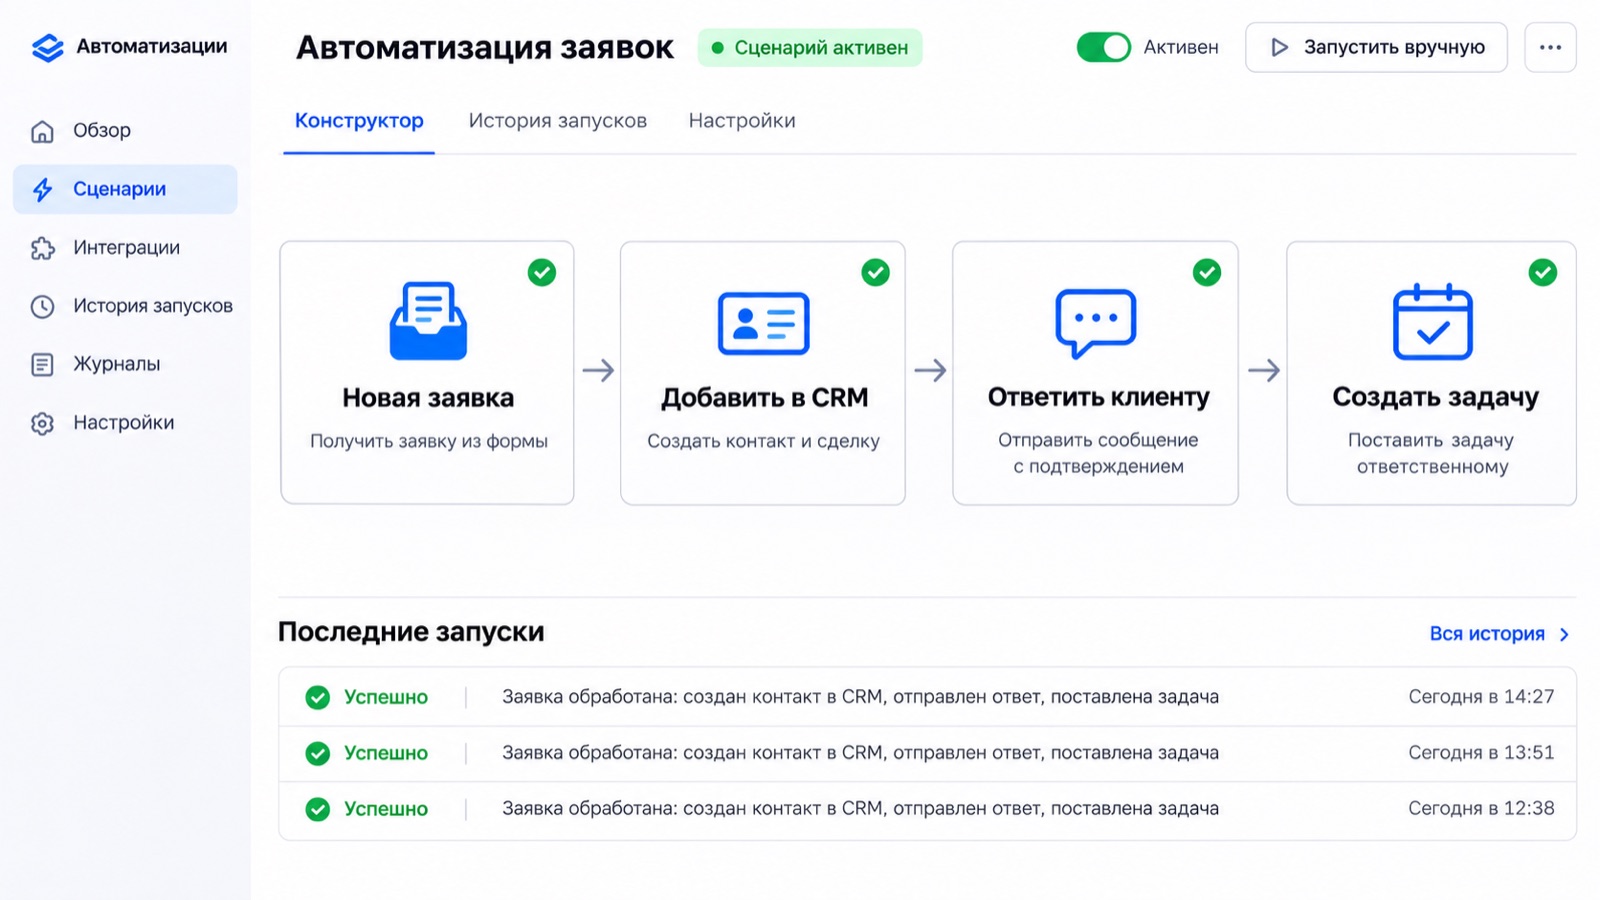 Автоматизации
Обзор
Сценарии
Интеграции
История запусков
Журналы
Настройки
Автоматизация заявок
Сценарий активен
Активен
Запустить вручную
Конструктор
История запусков
Настройки
Новая заявка
Получить заявку из формы
Добавить в CRM
Создать контакт и сделку
Ответить клиенту
Отправить сообщение
с подтверждением
Создать задачу
Поставить задачу
ответственному
Последние запуски
Вся история
Успешно Заявка обработана: создан контакт в CRM, отправлен ответ, поставлена задача Сегодня в 14:27
Успешно Заявка обработана: создан контакт в CRM, отправлен ответ, поставлена задача Сегодня в 13:51
Успешно Заявка обработана: создан контакт в CRM, отправлен ответ, поставлена задача Сегодня в 12:38